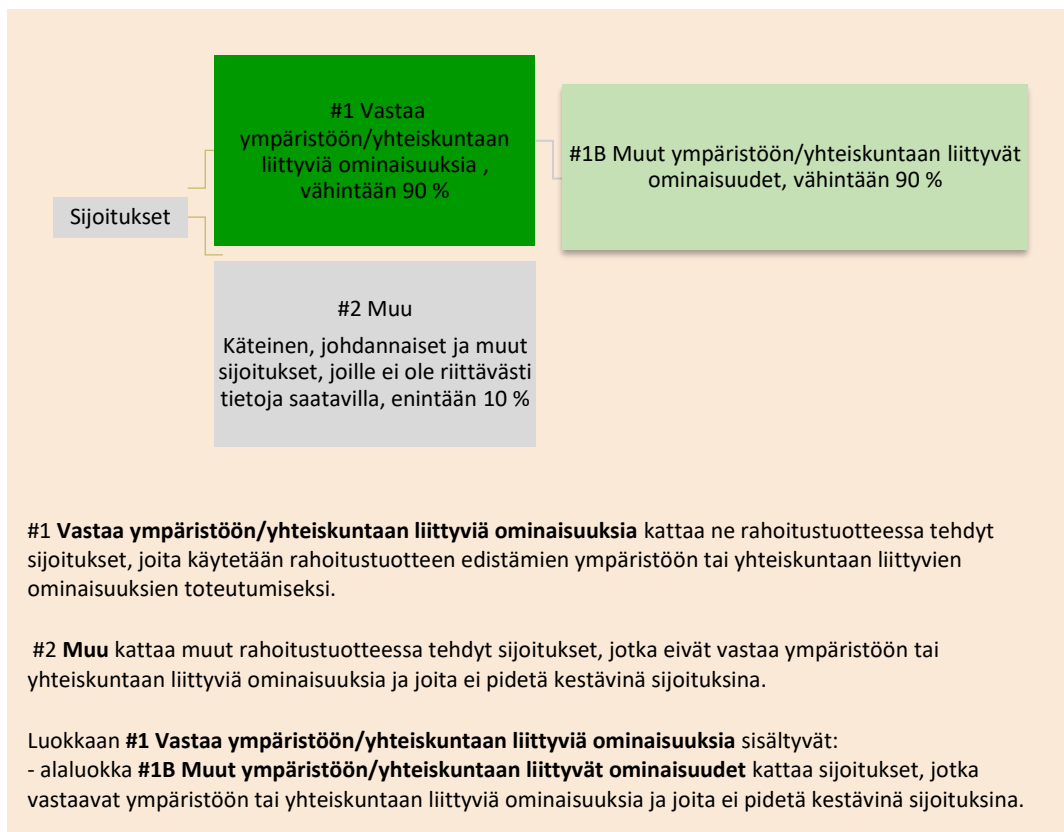 Sijoitukset
#1 Vastaa
ympäristöön/yhteiskuntaan
liittyviä ominaisuuksia ,
vähintään 90 %
#1B Muut ympäristöön/yhteiskuntaan liittyvät
ominaisuudet, vähintään 90 %
#2 Muu
Käteinen, johdannaiset ja muut
sijoitukset, joille ei ole riittävästi
tietoja saatavilla, enintään 10 %
#1 Vastaa ympäristöön/yhteiskuntaan liittyviä ominaisuuksia kattaa ne rahoitustuotteessa tehdyt
sijoitukset, joita käytetään rahoitustuotteen edistämien ympäristöön tai yhteiskuntaan liittyvien
ominaisuuksien toteutumiseksi.
#2 Muu kattaa muut rahoitustuotteessa tehdyt sijoitukset, jotka eivät vastaa ympäristöön tai
yhteiskuntaan liittyviä ominaisuuksia ja joita ei pidetä kestävinä sijoituksina.
Luokkaan #1 Vastaa ympäristöön/yhteiskuntaan liittyviä ominaisuuksia sisältyvät:
- alaluokka #1B Muut ympäristöön/yhteiskuntaan liittyvät ominaisuudet kattaa sijoitukset, jotka
vastaavat ympäristöön tai yhteiskuntaan liittyviä ominaisuuksia ja joita ei pidetä kestävinä sijoituksina.